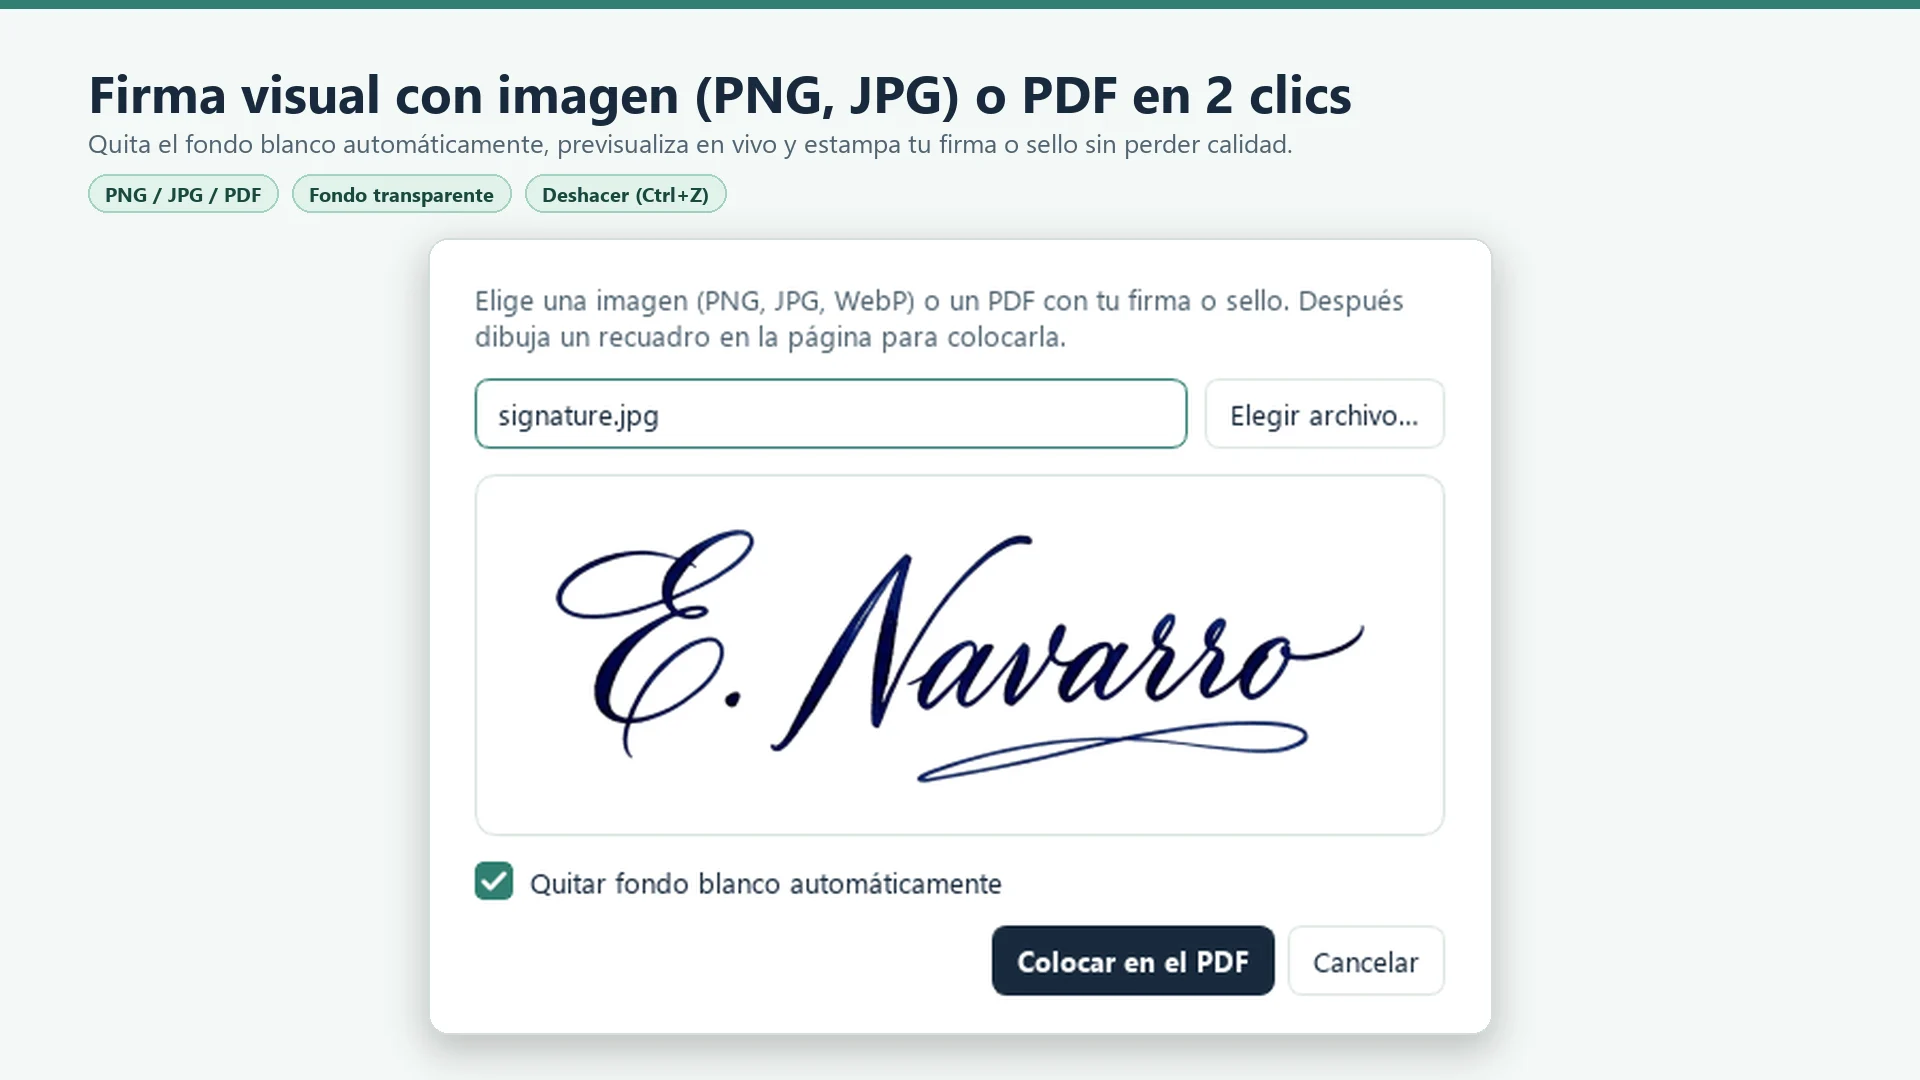 Firma visual con imagen (PNG, JPG) o PDF en 2 clics
Quita el fondo blanco automáticamente, previsualiza en vivo y estampa tu firma o sello sin perder calidad.
PNG / JPG / PDF
Fondo transparente
Deshacer (Ctrl+Z)
Elige una imagen (PNG, JPG, WebP) o un PDF con tu firma o sello. Después
dibuja un recuadro en la página para colocarla.
signature.jpg
Elegir archivo...
E. Navarro
Quitar fondo blanco automáticamente
Colocar en el PDF
Cancelar